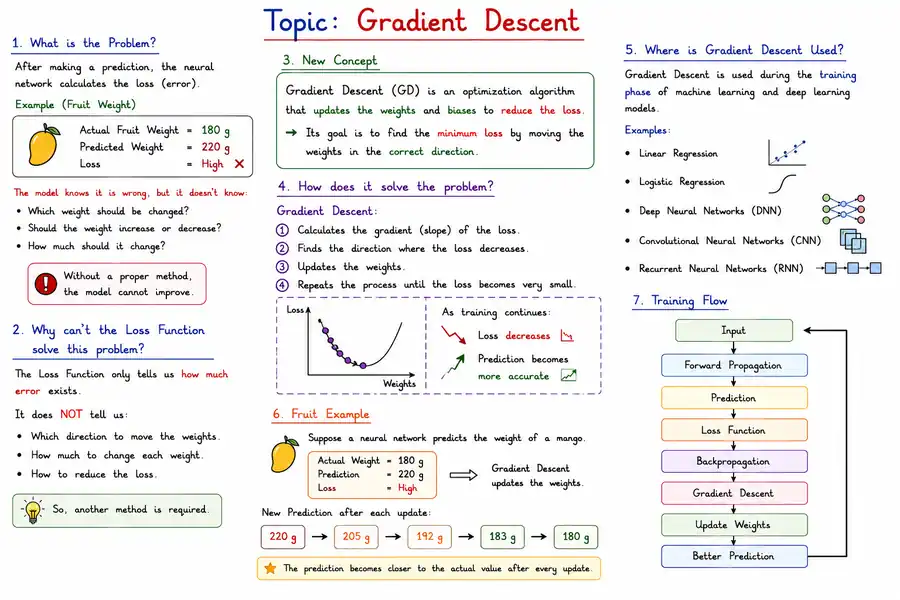 Topic: Gradient Descent
1. What is the Problem?
After making a prediction, the neural
network calculates the loss (error).
Example (Fruit Weight)
Actual Fruit Weight = 180 g
Predicted Weight = 220 g
Loss = High ✕
The model knows it is wrong, but it doesn't know:
• Which weight should be changed?
• Should the weight increase or decrease?
• How much should it change?
! Without a proper method,
the model cannot improve.
2. Why can't the Loss Function
solve this problem?
The Loss Function only tells us how much
error exists.
It does NOT tell us:
• Which direction to move the weights.
• How much to change each weight.
• How to reduce the loss.
So, another method is required.
3. New Concept
Gradient Descent (GD) is an optimization algorithm
that updates the weights and biases to reduce the loss.
→ Its goal is to find the minimum loss by moving the
weights in the correct direction.
4. How does it solve the problem?
Gradient Descent:
1 Calculates the gradient (slope) of the loss.
2 Finds the direction where the loss decreases.
3 Updates the weights.
4 Repeats the process until the loss becomes very small.
Loss
Weights
As training continues:
Loss decreases
Prediction becomes
more accurate
6. Fruit Example
Suppose a neural network predicts the weight of a mango.
Actual Weight = 180 g
Prediction = 220 g
Loss = High
Gradient Descent
updates the weights.
New Prediction after each update:
220 g → 205 g → 192 g → 183 g → 180 g
The prediction becomes closer to the actual value after every update.
5. Where is Gradient Descent Used?
Gradient Descent is used during the training
phase of machine learning and deep learning
models.
Examples:
• Linear Regression
• Logistic Regression
• Deep Neural Networks (DNN)
• Convolutional Neural Networks (CNN)
• Recurrent Neural Networks (RNN)
7. Training Flow
Input
Forward Propagation
Prediction
Loss Function
Backpropagation
Gradient Descent
Update Weights
Better Prediction